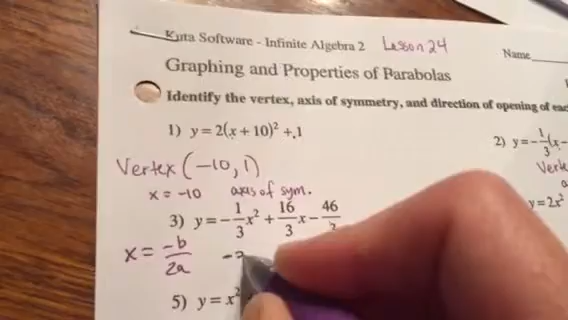 Kuta Software - Infinite Algebra 2 Lesson 24
Name
Graphing and Properties of Parabolas
Identify the vertex, axis of symmetry, and direction of opening of
1) y = 2(x + 10)² + 1
2) y = -1/3(x -
Vertex (-10, 1)
x = -10 axis of sym.
3) y = -1/3x² + 16/3x - 46/3
y = 2x²
x = -b/2a
5) y = x²